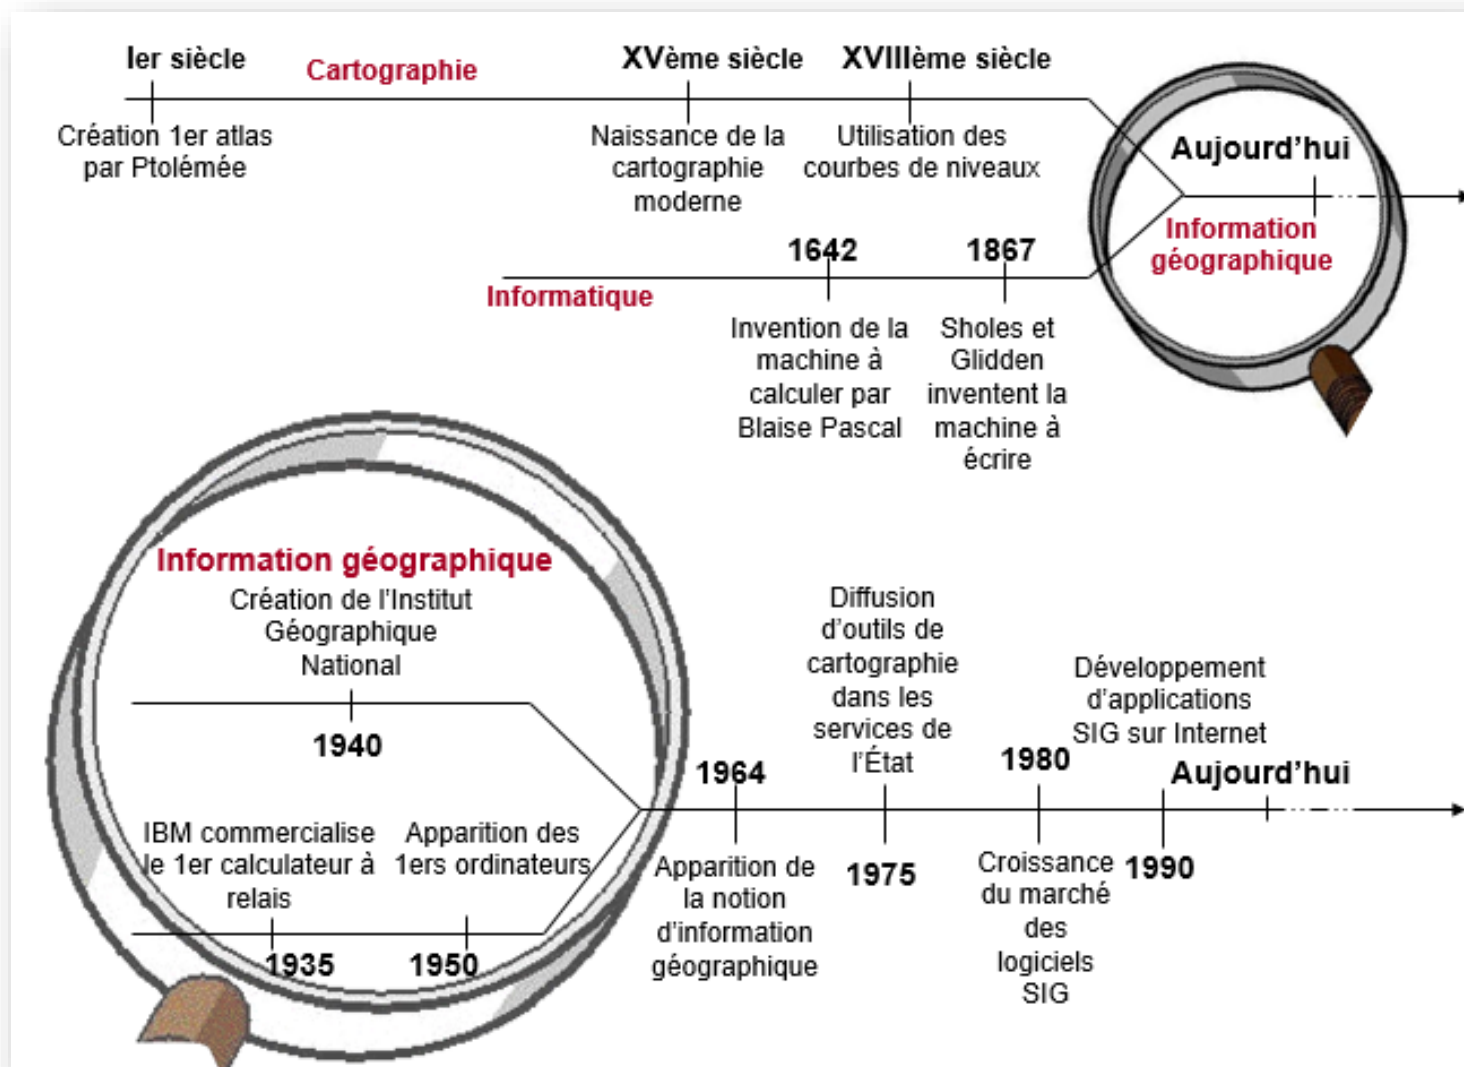 Ier siècle
Cartographie
XVème siècle
XVIIIème siècle
Création 1er atlas
par Ptolémée
Naissance de la
cartographie
moderne
Utilisation des
courbes de niveaux
Aujourd'hui
Information
géographique
1642
1867
Informatique
Invention de la
machine à
calculer par
Blaise Pascal
Sholes et
Glidden
inventent la
machine à
écrire
Information géographique
Création de l'Institut
Géographique
National
1940
IBM commercialise
le 1er calculateur à
relais
Apparition des
1ers ordinateurs
1935
1950
1964
Apparition de
la notion
d'information
géographique
Diffusion
d'outils de
cartographie
dans les
services de
l'État
1975
1980
Croissance
du marché
des
logiciels
SIG
Développement
d'applications
SIG sur Internet
1990
Aujourd'hui